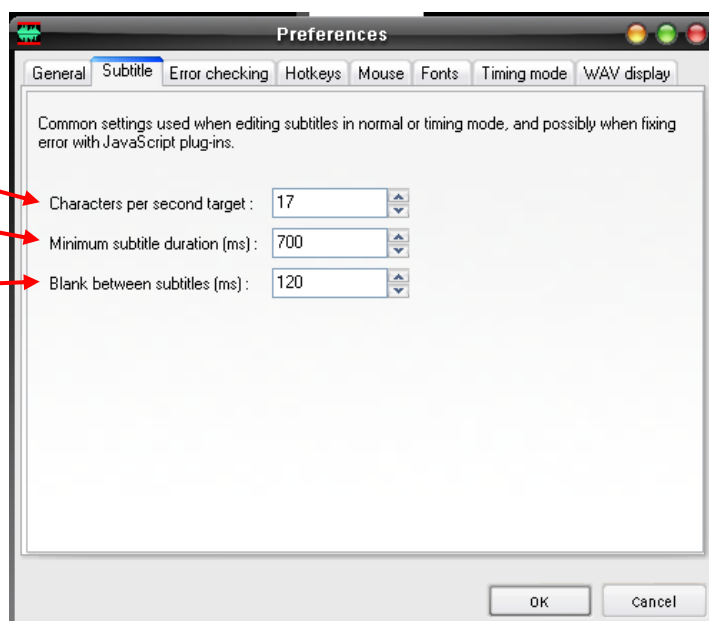 Preferences
General Subtitle Error checking Hotkeys Mouse Fonts Timing mode WAV display
Common settings used when editing subtitles in normal or timing mode, and possibly when fixing
error with JavaScript plug-ins.
Characters per second target : 17
Minimum subtitle duration (ms) : 700
Blank between subtitles (ms) : 120
OK Cancel